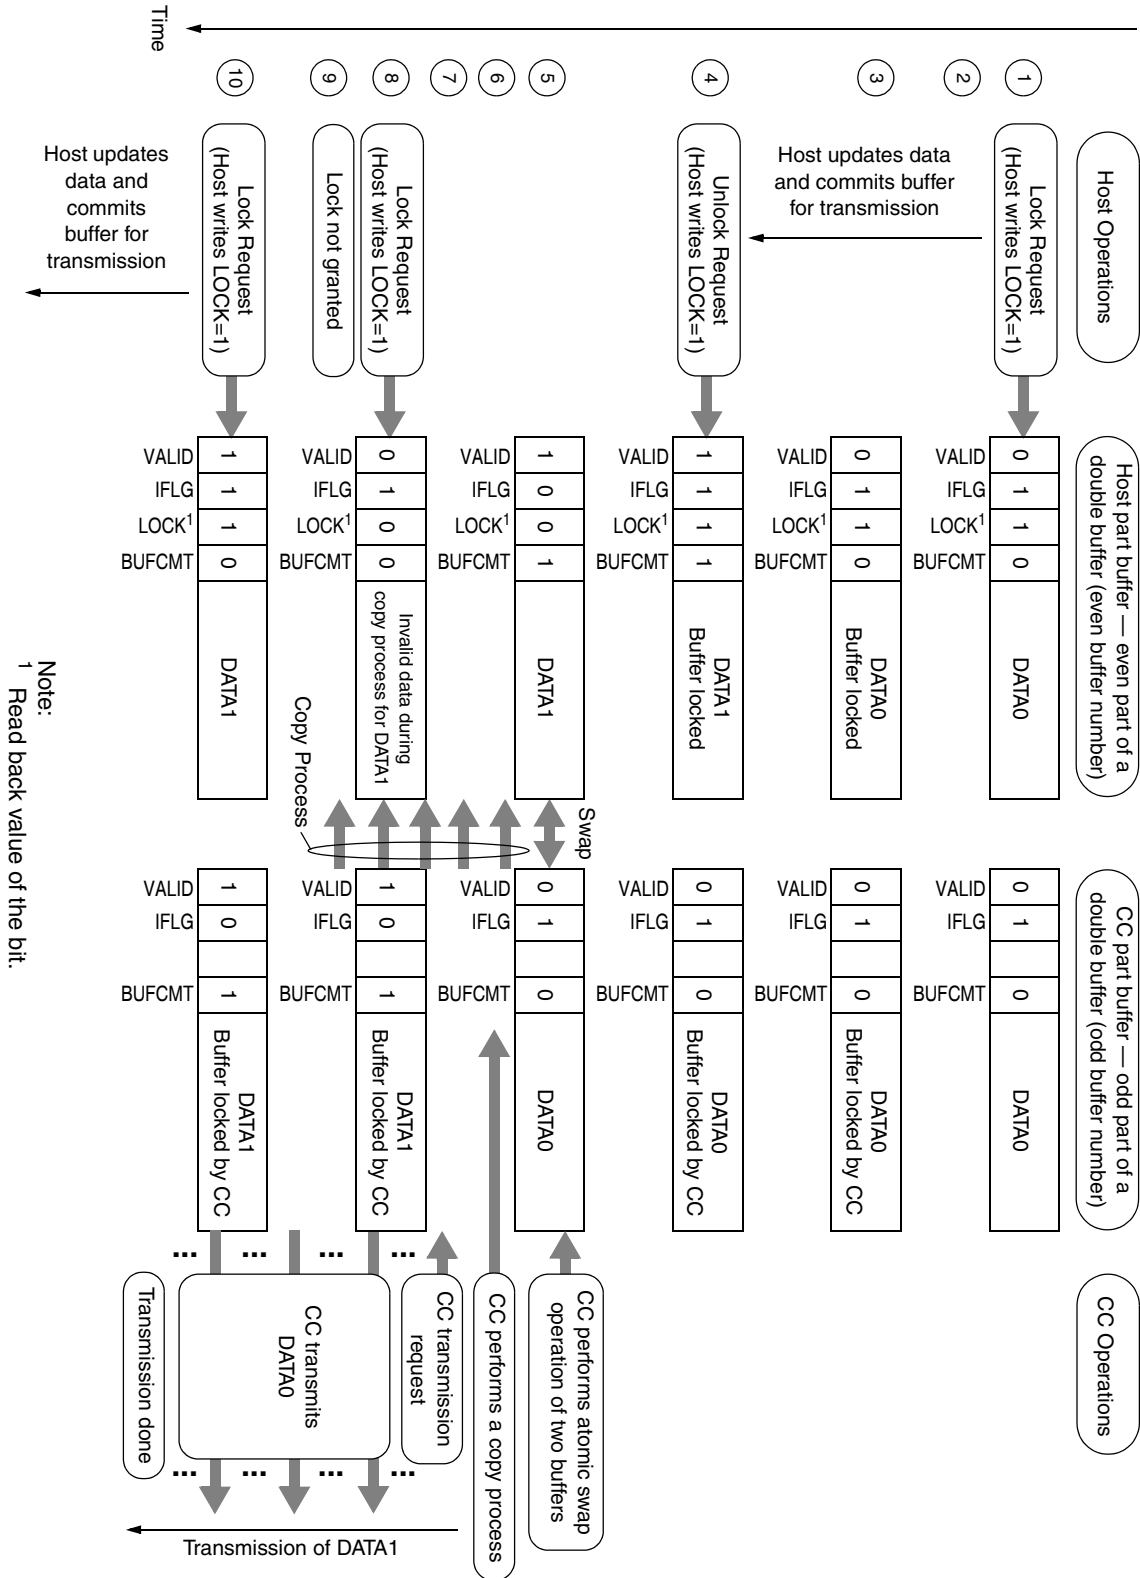 Host Operations
Host part buffer — even part of a
double buffer (even buffer number)
CC part buffer — odd part of a
double buffer (odd buffer number)
CC Operations
Time
1
Lock Request
(Host writes LOCK=1)
VALID 0
IFLG 1
LOCK1 1
BUFCMT 0
DATA0
VALID 0
IFLG 1
BUFCMT 0
DATA0
2
Host updates data
and commits buffer
for transmission
3
VALID 0
IFLG 1
LOCK1 1
BUFCMT 0
DATA0
Buffer locked
VALID 0
IFLG 1
BUFCMT 0
DATA0
Buffer locked by CC
4
Unlock Request
(Host writes LOCK=1)
VALID 1
IFLG 1
LOCK1 1
BUFCMT 1
DATA1
Buffer locked
VALID 0
IFLG 1
BUFCMT 0
DATA0
Buffer locked by CC
5
VALID 1
IFLG 0
LOCK1 0
BUFCMT 1
DATA1
Swap
VALID 0
IFLG 1
BUFCMT 0
DATA0
CC performs atomic swap
operation of two buffers
6
CC performs a copy process
7
CC transmission
request
8
Lock Request
(Host writes LOCK=1)
VALID 0
IFLG 1
LOCK1 0
BUFCMT 0
Invalid data during
copy process for DATA1
Copy Process
VALID 1
IFLG 0
BUFCMT 1
DATA1
Buffer locked by CC
CC transmits
DATA0
9
Lock not granted
10
Lock Request
(Host writes LOCK=1)
VALID 1
IFLG 1
LOCK1 1
BUFCMT 0
DATA1
VALID 1
IFLG 0
BUFCMT 1
DATA1
Buffer locked by CC
... ... ... ...
... ... ... ...
Transmission done
Transmission of DATA1
Host updates
data and
commits
buffer for
transmission
Note:
1 Read back value of the bit.